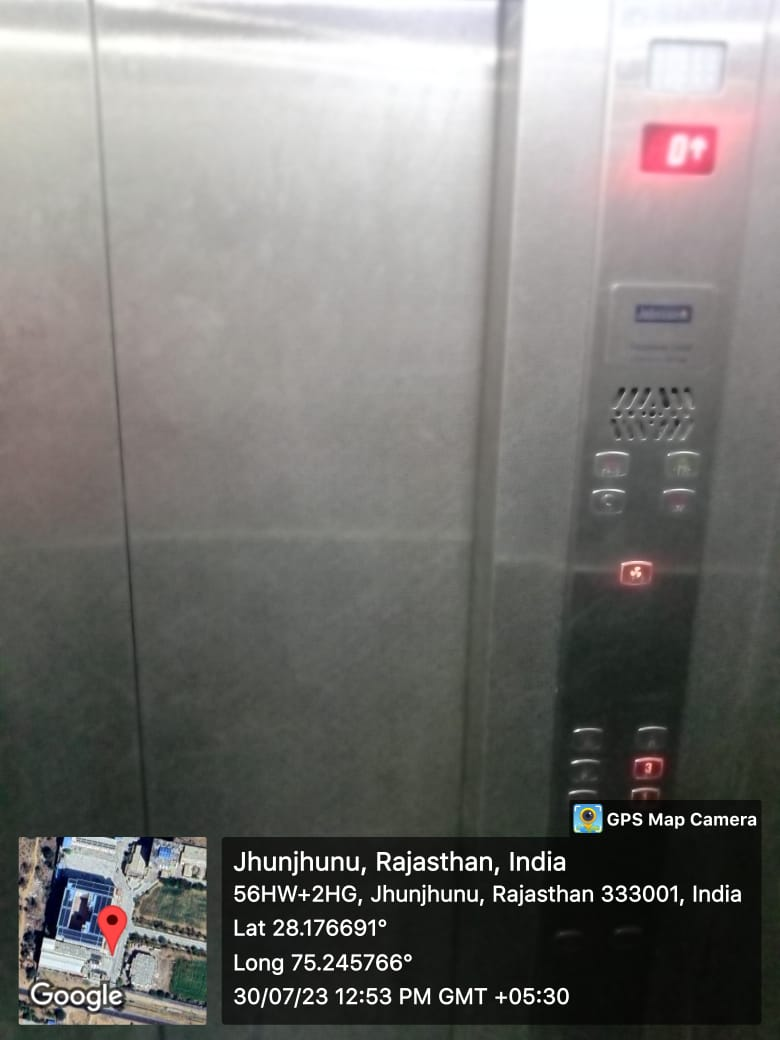 0↑
Johnson
3
GPS Map Camera
Jhunjhunu, Rajasthan, India
56HW+2HG, Jhunjhunu, Rajasthan 333001, India
Lat 28.176691°
Long 75.245766°
30/07/23 12:53 PM GMT +05:30
Google